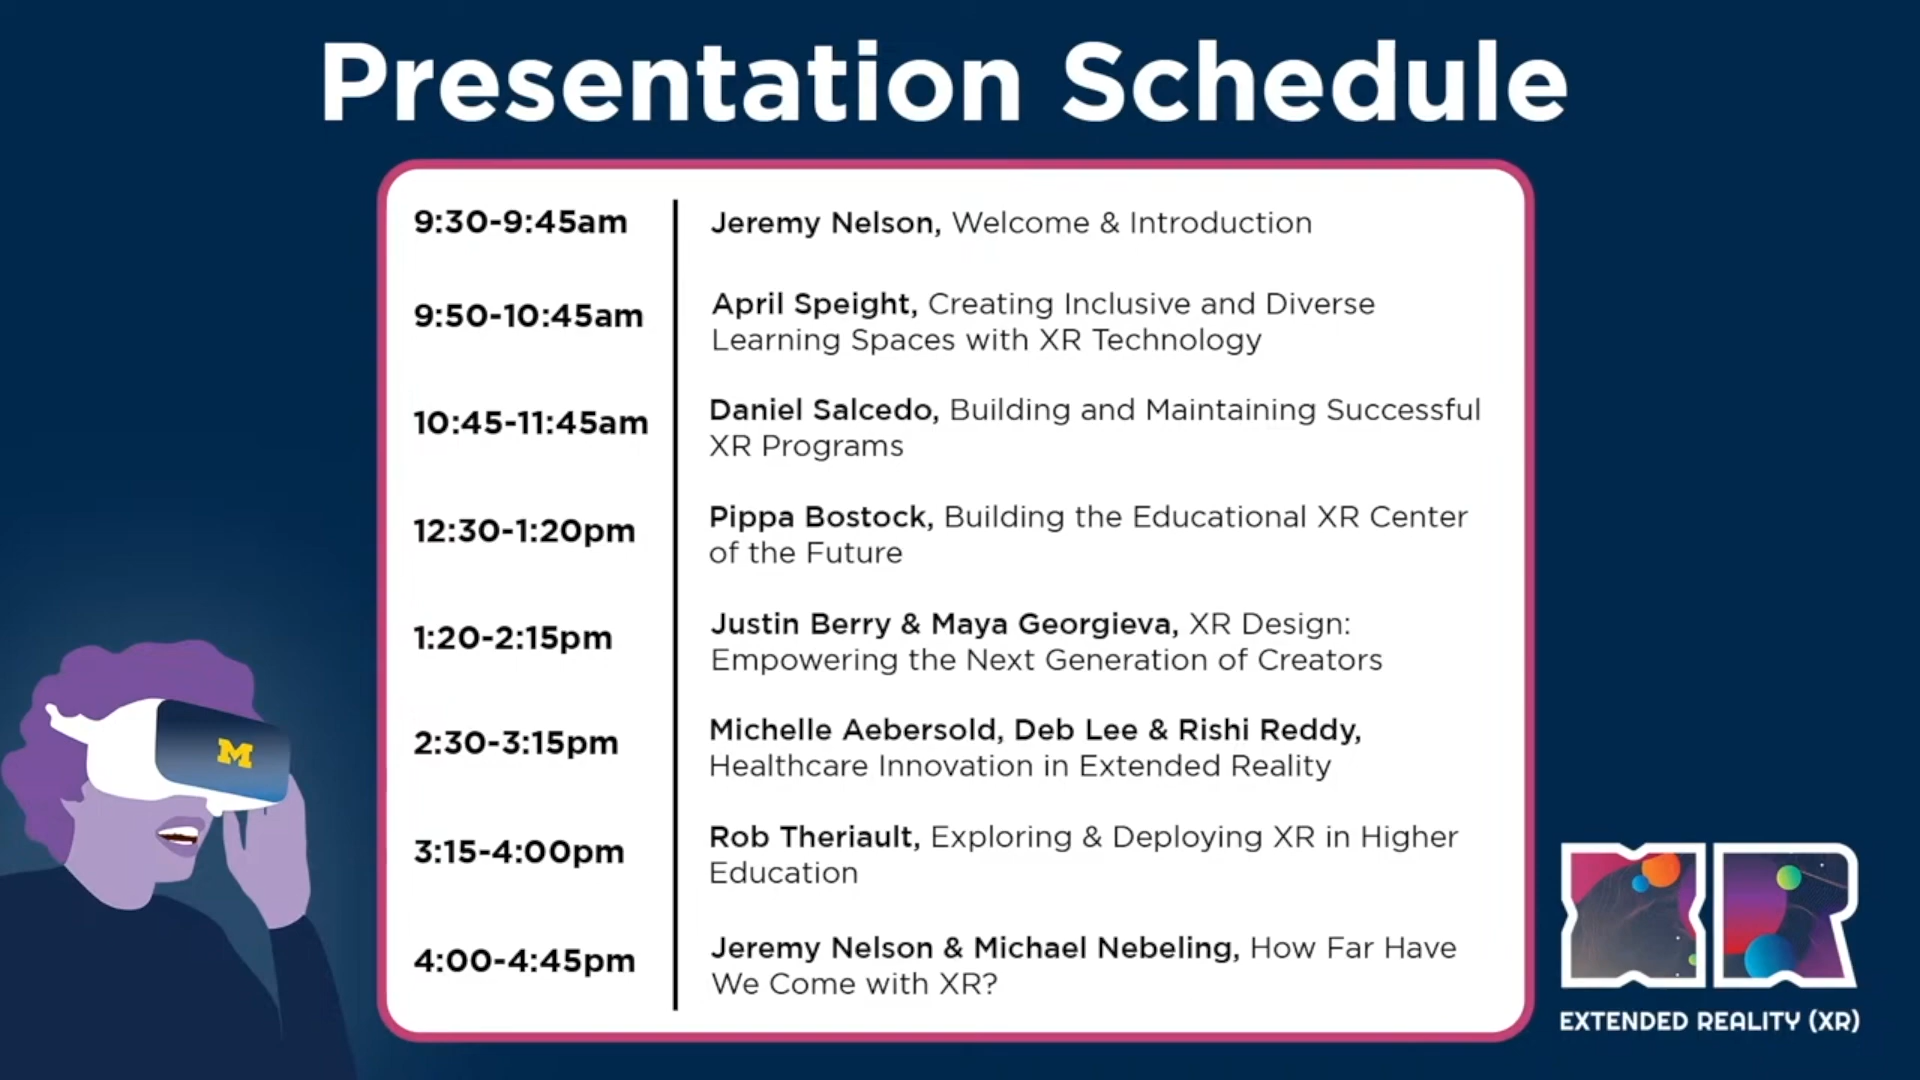 Presentation Schedule
9:30-9:45am
Jeremy Nelson, Welcome & Introduction
9:50-10:45am
April Speight, Creating Inclusive and Diverse
Learning Spaces with XR Technology
10:45-11:45am
Daniel Salcedo, Building and Maintaining Successful
XR Programs
12:30-1:20pm
Pippa Bostock, Building the Educational XR Center
of the Future
1:20-2:15pm
Justin Berry & Maya Georgieva, XR Design:
Empowering the Next Generation of Creators
2:30-3:15pm
Michelle Aebersold, Deb Lee & Rishi Reddy,
Healthcare Innovation in Extended Reality
3:15-4:00pm
Rob Theriault, Exploring & Deploying XR in Higher
Education
4:00-4:45pm
Jeremy Nelson & Michael Nebeling, How Far Have
We Come with XR?
M
XR
EXTENDED REALITY (XR)